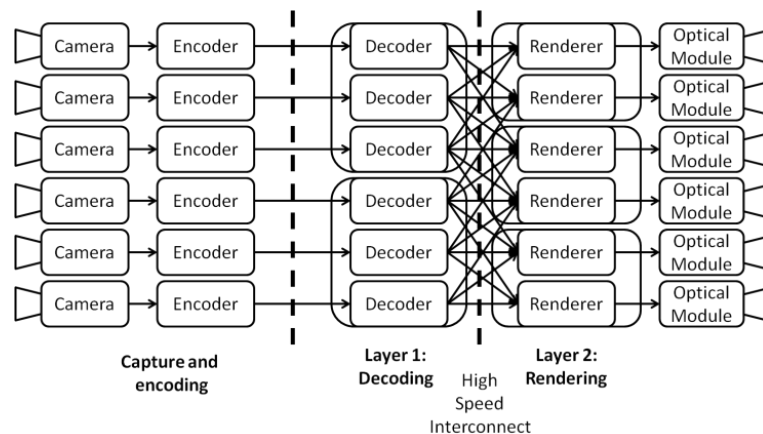 Camera Encoder Decoder Renderer Optical Module
Camera Encoder Decoder Renderer Optical Module
Camera Encoder Decoder Renderer Optical Module
Camera Encoder Decoder Renderer Optical Module
Camera Encoder Decoder Renderer Optical Module
Camera Encoder Decoder Renderer Optical Module
Capture and
encoding
Layer 1:
Decoding
High
Speed
Interconnect
Layer 2:
Rendering